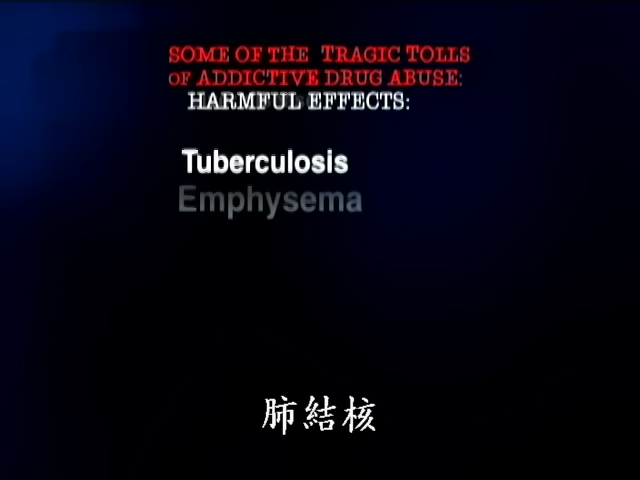 SOME OF THE TRAGIC TOLLS
OF ADDICTIVE DRUG ABUSE:
HARMFUL EFFECTS:
Tuberculosis
Emphysema
肺結核